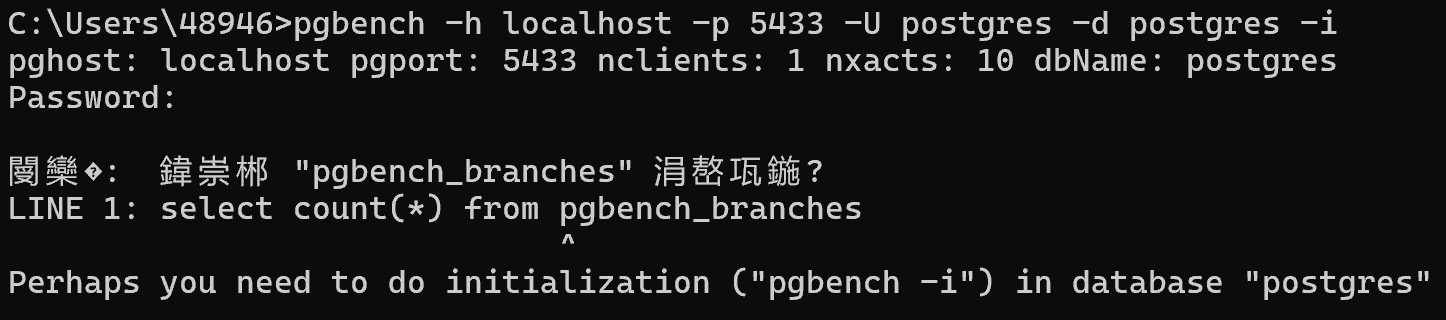 C:\Users\48946>pgbench -h localhost -p 5433 -U postgres -d postgres -i
pghost: localhost pgport: 5433 nclients: 1 nxacts: 10 dbName: postgres
Password:
閿欒�:  鍏崇郴 "pgbench_branches" 涓嶅瓨鍦?
LINE 1: select count(*) from pgbench_branches
^
Perhaps you need to do initialization ("pgbench -i") in database "postgres"